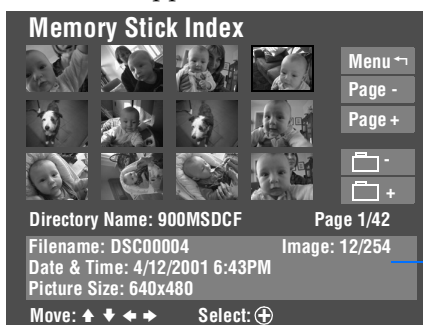 Memory Stick Index
Menu
Page -
Page +
-
+
Directory Name: 900MSDCF Page 1/42
Filename: DSC00004 Image: 12/254
Date & Time: 4/12/2001 6:43PM
Picture Size: 640x480
Move: Select: